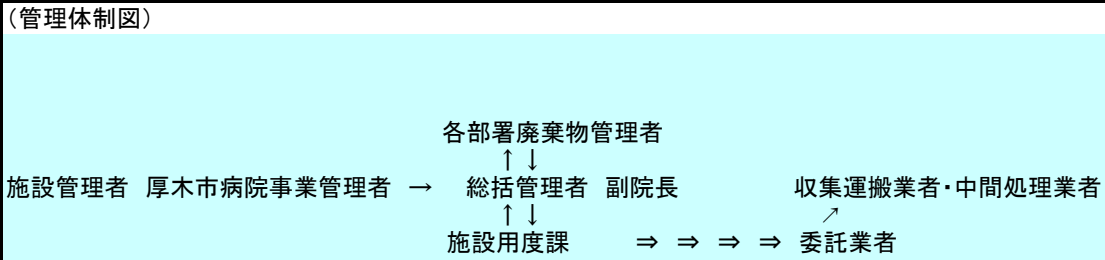 （管理体制図）
各部署廃棄物管理者
↑↓
施設管理者　厚木市病院事業管理者　→　総括管理者　副院長　収集運搬業者・中間処理業者
↑↓　↗
施設用度課　⇒　⇒　⇒　⇒　委託業者